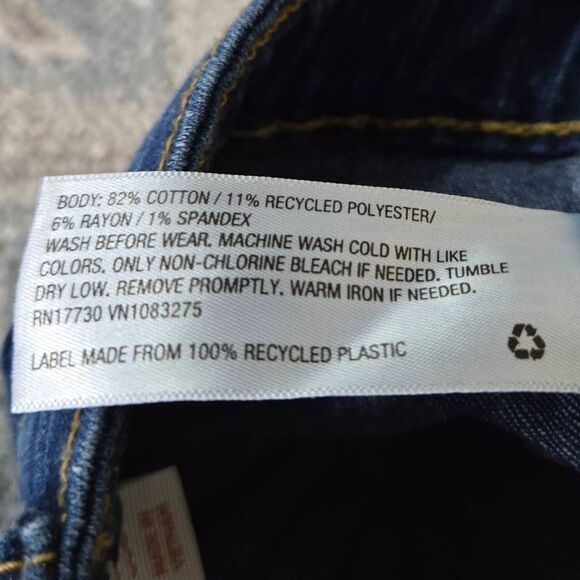 BODY: 82% COTTON / 11% RECYCLED POLYESTER/
6% RAYON / 1% SPANDEX
WASH BEFORE WEAR. MACHINE WASH COLD WITH LIKE
COLORS. ONLY NON-CHLORINE BLEACH IF NEEDED. TUMBLE
DRY LOW. REMOVE PROMPTLY. WARM IRON IF NEEDED.
RN17730 VN1083275
LABEL MADE FROM 100% RECYCLED PLASTIC